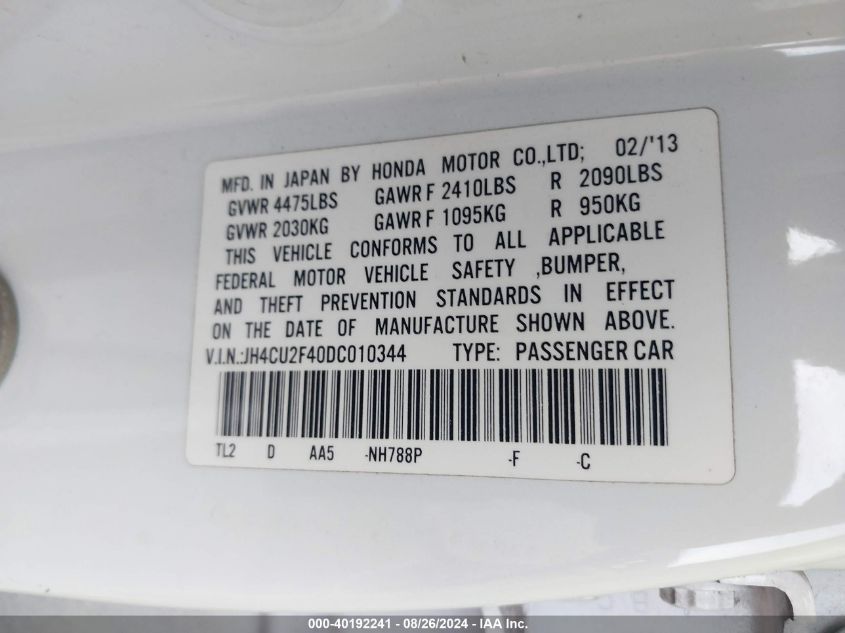 MFD. IN JAPAN BY HONDA MOTOR CO.,LTD; 02/'13
GVWR 4475LBS GAWR F 2410LBS R 2090LBS
GVWR 2030KG GAWR F 1095KG R 950KG
THIS VEHICLE CONFORMS TO ALL APPLICABLE
FEDERAL MOTOR VEHICLE SAFETY ,BUMPER,
AND THEFT PREVENTION STANDARDS IN EFFECT
ON THE DATE OF MANUFACTURE SHOWN ABOVE.
V.I.N.:JH4CU2F40DC010344 TYPE: PASSENGER CAR
TL2 D AA5 -NH788P -F -C
000-40192241 - 08/26/2024 - IAA Inc.